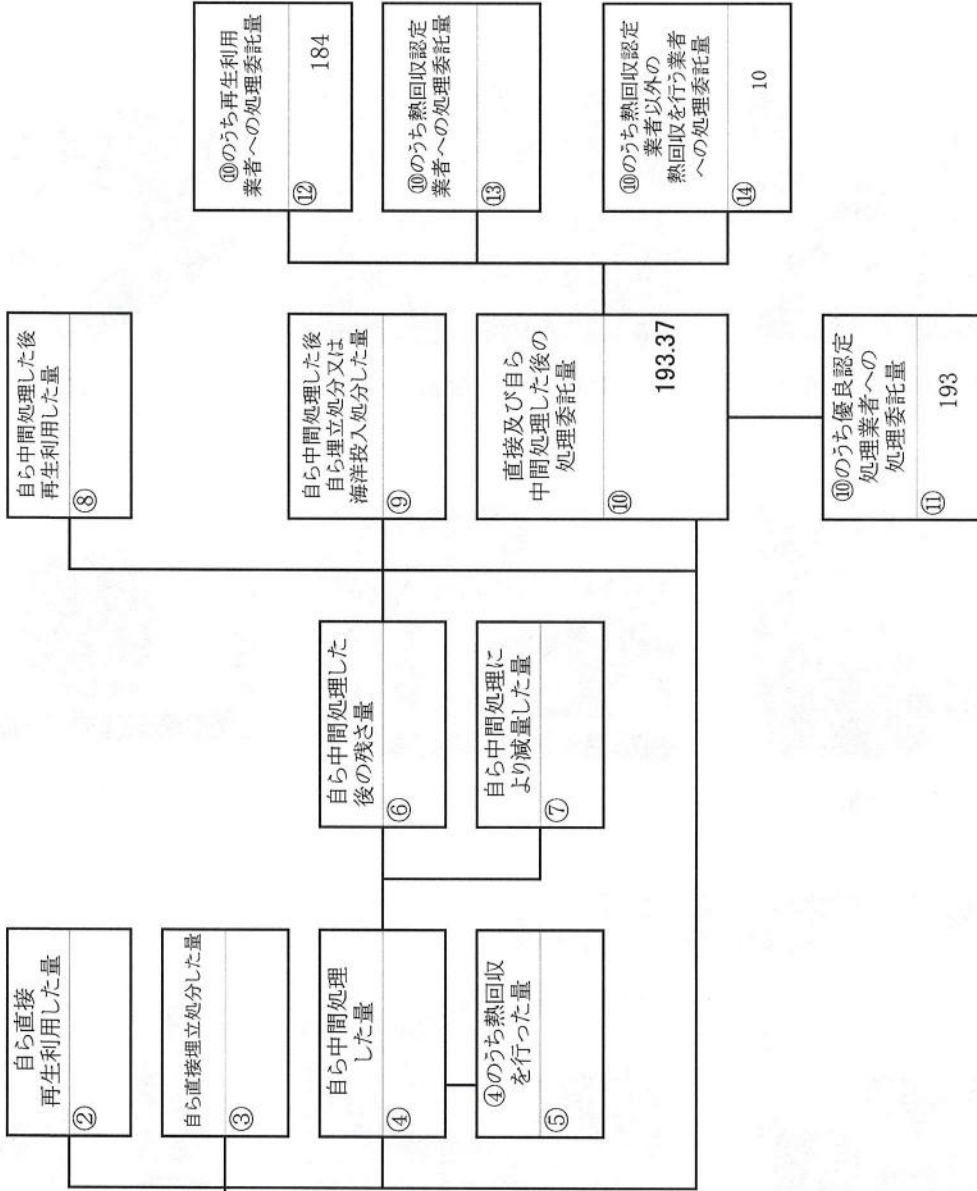 自ら直接
再生利用した量
②
自ら直接埋立処分した量
③
自ら中間処理
した量
④
④のうち熱回収
を行った量
⑤
自ら中間処理した
後の残さ量
⑥
自ら中間処理に
より減量した量
⑦
自ら中間処理した後
再生利用した量
⑧
自ら中間処理した後
自ら埋立処分又は
海洋投入処分した量
⑨
直接及び自ら
中間処理した後の
処理委託量
⑩
193.37
⑩のうち優良認定
処理業者への
処理委託量
⑪
193
⑩のうち再生利用
業者への処理委託量
⑫
184
⑩のうち熱回収認定
業者への処理委託量
⑬
⑩のうち熱回収認定
業者以外の
熱回収を行う業者
への処理委託量
⑭
10